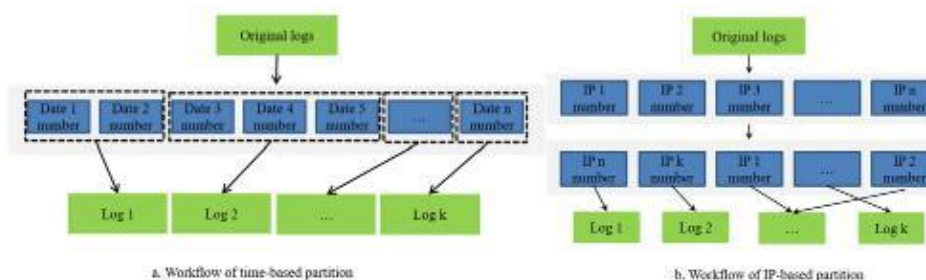 Original logs
Date 1 number
Date 2 number
Date 3 number
Date 4 number
Date 5 number
...
Date n number
Log 1
Log 2
...
Log k
a. Workflow of time-based partition
Original logs
IP 1 number
IP 2 number
IP 3 number
...
IP n number
IP n number
IP k number
IP 1 number
...
IP 2 number
Log 1
Log 2
...
Log k
b. Workflow of IP-based partition